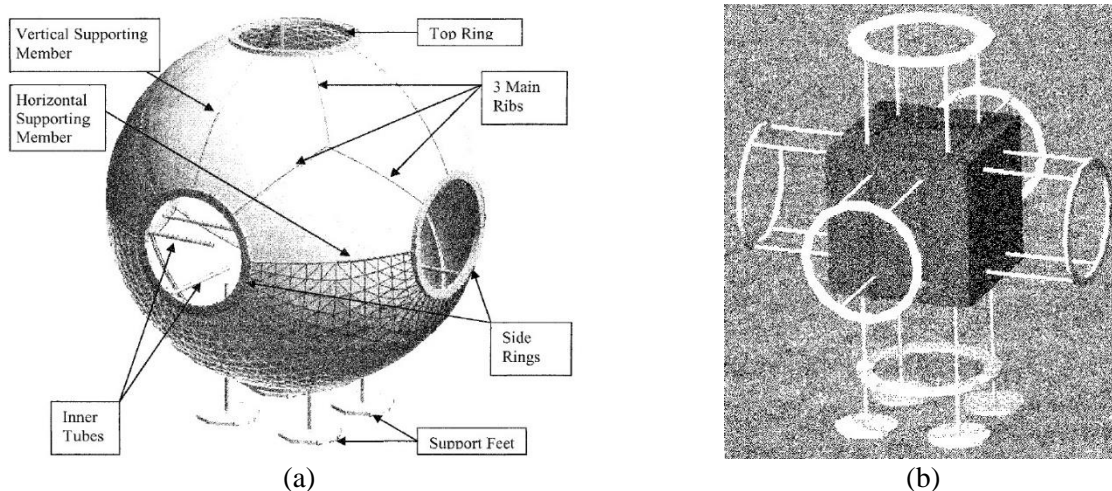 Vertical Supporting
Member
Top Ring
Horizontal
Supporting
Member
3 Main
Ribs
Side
Rings
Inner
Tubes
Support Feet
(a)
(b)